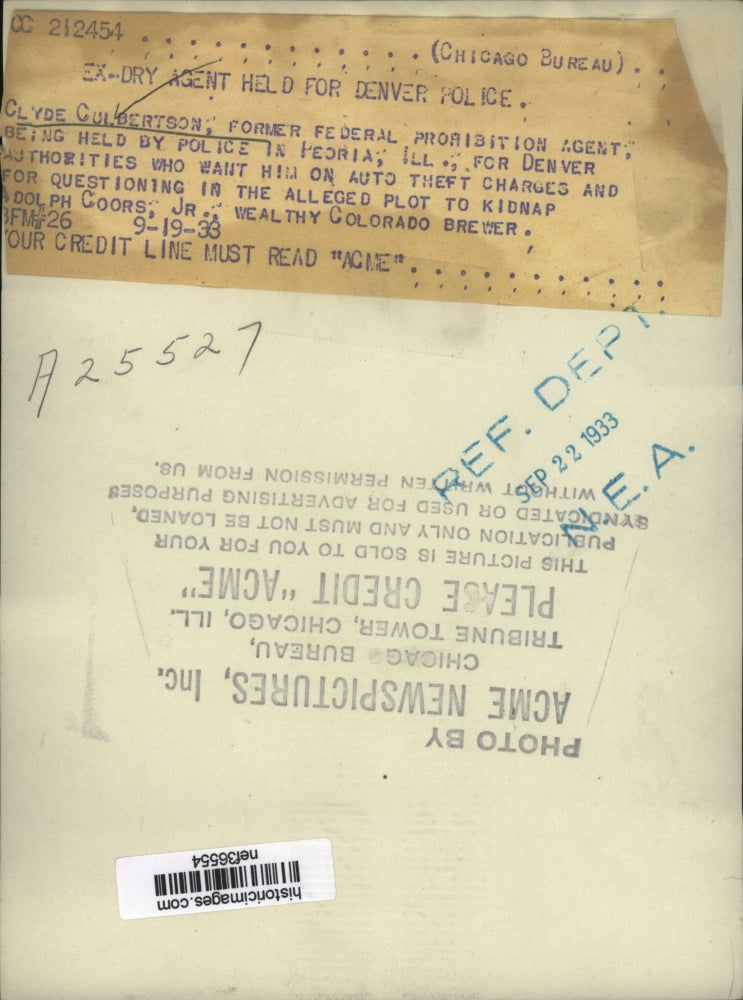 CG 212454 . . . . . . . . . . (CHICAGO BUREAU) . .
EX-DRY AGENT HELD FOR DENVER POLICE.
CLYDE CULBERTSON, FORMER FEDERAL PROHIBITION AGENT,
BEING HELD BY POLICE IN PEORIA, ILL., FOR DENVER
AUTHORITIES WHO WANT HIM ON AUTO THEFT CHARGES AND
FOR QUESTIONING IN THE ALLEGED PLOT TO KIDNAP
ADOLPH COORS, JR., WEALTHY COLORADO BREWER.
BFM#26 9-19-33
YOUR CREDIT LINE MUST READ "ACME" . . . . . . . . . .
A25527
REF. DEPT.
SEP 22 1933
N.E.A.
PHOTO BY
ACME NEWSPICTURES, Inc.
CHICAGO BUREAU,
TRIBUNE TOWER, CHICAGO, ILL.
PLEASE CREDIT "ACME"
THIS PICTURE IS SOLD TO YOU FOR YOUR
PUBLICATION ONLY AND MUST NOT BE LOANED,
SYNDICATED OR USED FOR ADVERTISING PURPOSES
WITHOUT WRITTEN PERMISSION FROM US.
historicimages.com
nef36554